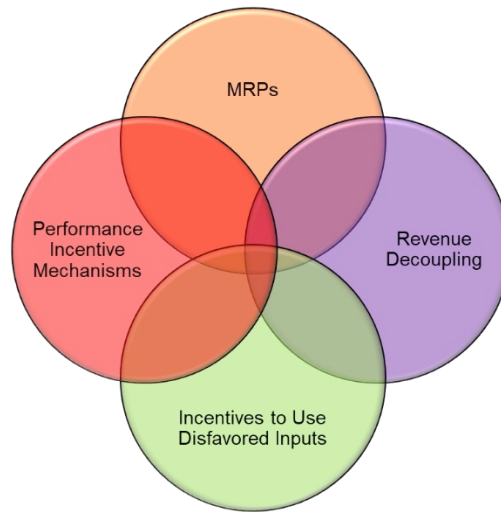 MRPs
Performance
Incentive
Mechanisms
Revenue
Decoupling
Incentives to Use
Disfavored Inputs